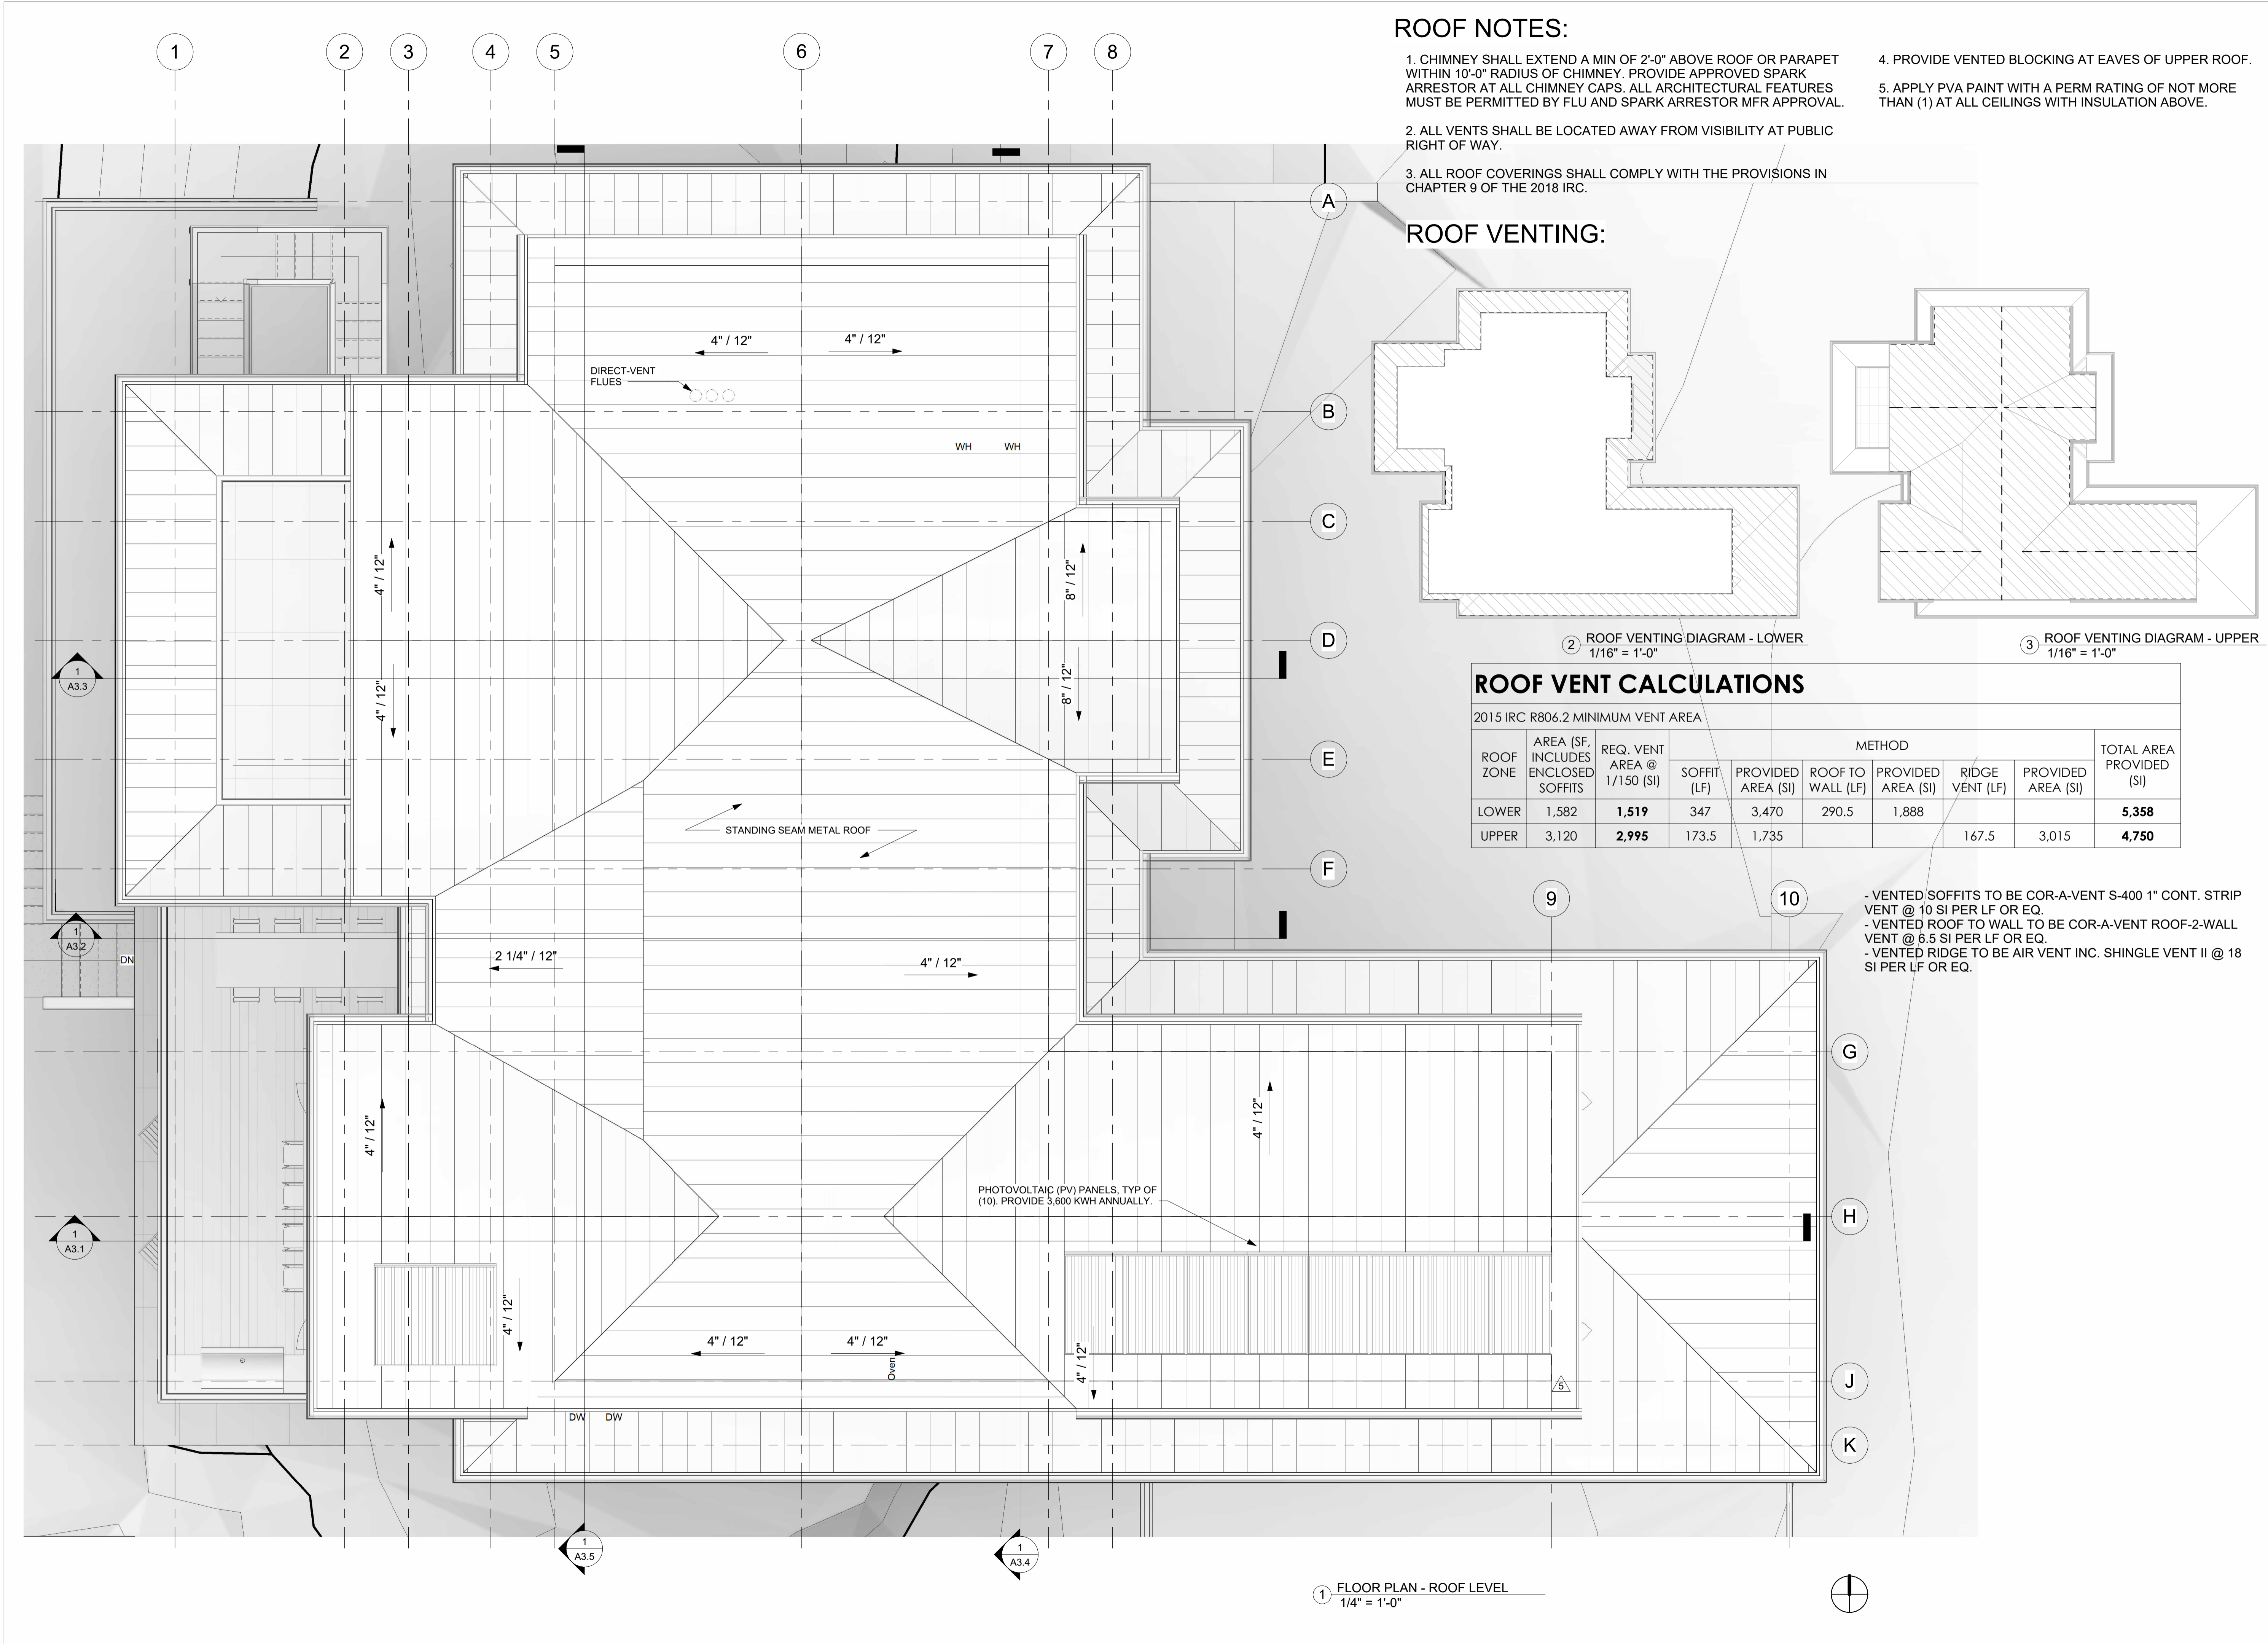 1
2
3
4
5
6
7
8
ROOF NOTES:
1. CHIMNEY SHALL EXTEND A MIN OF 2'-0" ABOVE ROOF OR PARAPET
WITHIN 10'-0" RADIUS OF CHIMNEY. PROVIDE APPROVED SPARK
ARRESTOR AT ALL CHIMNEY CAPS. ALL ARCHITECTURAL FEATURES
MUST BE PERMITTED BY FLU AND SPARK ARRESTOR MFR APPROVAL.
2. ALL VENTS SHALL BE LOCATED AWAY FROM VISIBILITY AT PUBLIC
RIGHT OF WAY.
3. ALL ROOF COVERINGS SHALL COMPLY WITH THE PROVISIONS IN
CHAPTER 9 OF THE 2018 IRC.
4. PROVIDE VENTED BLOCKING AT EAVES OF UPPER ROOF.
5. APPLY PVA PAINT WITH A PERM RATING OF NOT MORE
THAN (1) AT ALL CEILINGS WITH INSULATION ABOVE.
ROOF VENTING:
A
B
C
D
E
F
4" / 12"
4" / 12"
DIRECT-VENT
FLUES
WH
WH
4" / 12"
4" / 12"
8" / 12"
8" / 12"
1
A3.3
2
ROOF VENTING DIAGRAM - LOWER
1/16" = 1'-0"
3
ROOF VENTING DIAGRAM - UPPER
1/16" = 1'-0"
ROOF VENT CALCULATIONS
2015 IRC R806.2 MINIMUM VENT AREA
ROOF ZONE
AREA (SF, INCLUDES ENCLOSED SOFFITS
REQ. VENT AREA @ 1/150 (SI)
METHOD
SOFFIT (LF)
PROVIDED AREA (SI)
ROOF TO WALL (LF)
PROVIDED AREA (SI)
RIDGE VENT (LF)
PROVIDED AREA (SI)
TOTAL AREA PROVIDED (SI)
LOWER 1,582 1,519 347 3,470 290.5 1,888 5,358
UPPER 3,120 2,995 173.5 1,735 167.5 3,015 4,750
STANDING SEAM METAL ROOF
9
10
- VENTED SOFFITS TO BE COR-A-VENT S-400 1" CONT. STRIP
VENT @ 10 SI PER LF OR EQ.
- VENTED ROOF TO WALL TO BE COR-A-VENT ROOF-2-WALL
VENT @ 6.5 SI PER LF OR EQ.
- VENTED RIDGE TO BE AIR VENT INC. SHINGLE VENT II @ 18
SI PER LF OR EQ.
1
A3.2
DN
2 1/4" / 12"
4" / 12"
G
H
J
K
4" / 12"
4" / 12"
PHOTOVOLTAIC (PV) PANELS, TYP OF
(10). PROVIDE 3,600 KWH ANNUALLY.
1
A3.1
4" / 12"
4" / 12"
4" / 12"
Oven
4" / 12"
5
DW
DW
1
A3.5
1
A3.4
1
FLOOR PLAN - ROOF LEVEL
1/4" = 1'-0"